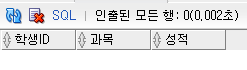 SQL | 인출된 모든 행: 0(0,002초)
학생ID 과목 성적